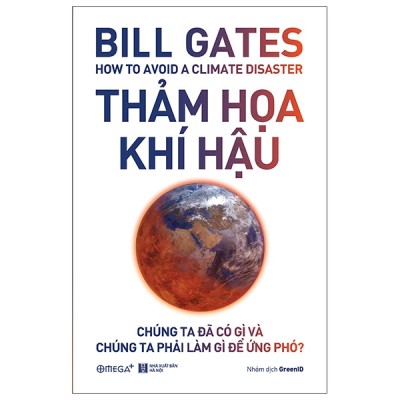 BILL GATES
HOW TO AVOID A CLIMATE DISASTER
THẢM HỌA
KHÍ HẬU
CHÚNG TA ĐÃ CÓ GÌ VÀ
CHÚNG TA PHẢI LÀM GÌ ĐỂ ỨNG PHÓ?
OMEGA+
NHÀ XUẤT BẢN
HÀ NỘI
Nhóm dịch GreenID